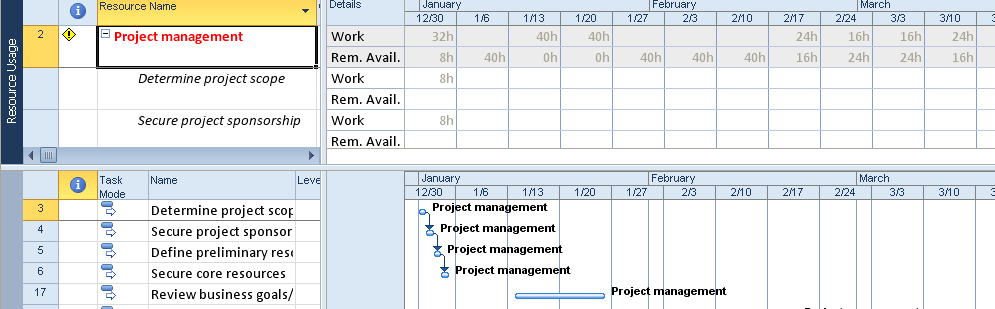 Resource Name
Details
January February March
12/30 1/6 1/13 1/20 1/27 2/3 2/10 2/17 2/24 3/3 3/10
Resource Usage
2 Project management Work 32h 40h 40h 24h 16h 16h 24h
Rem. Avail. 8h 40h 0h 0h 40h 40h 40h 16h 24h 24h 16h
Determine project scope Work 8h
Rem. Avail.
Secure project sponsorship Work 8h
Rem. Avail.
Task Mode Name Leve
January February March
12/30 1/6 1/13 1/20 1/27 2/3 2/10 2/17 2/24 3/3 3/10
3 Determine project scop Project management
4 Secure project sponsor Project management
5 Define preliminary reso Project management
6 Secure core resources Project management
17 Review business goals/ Project management